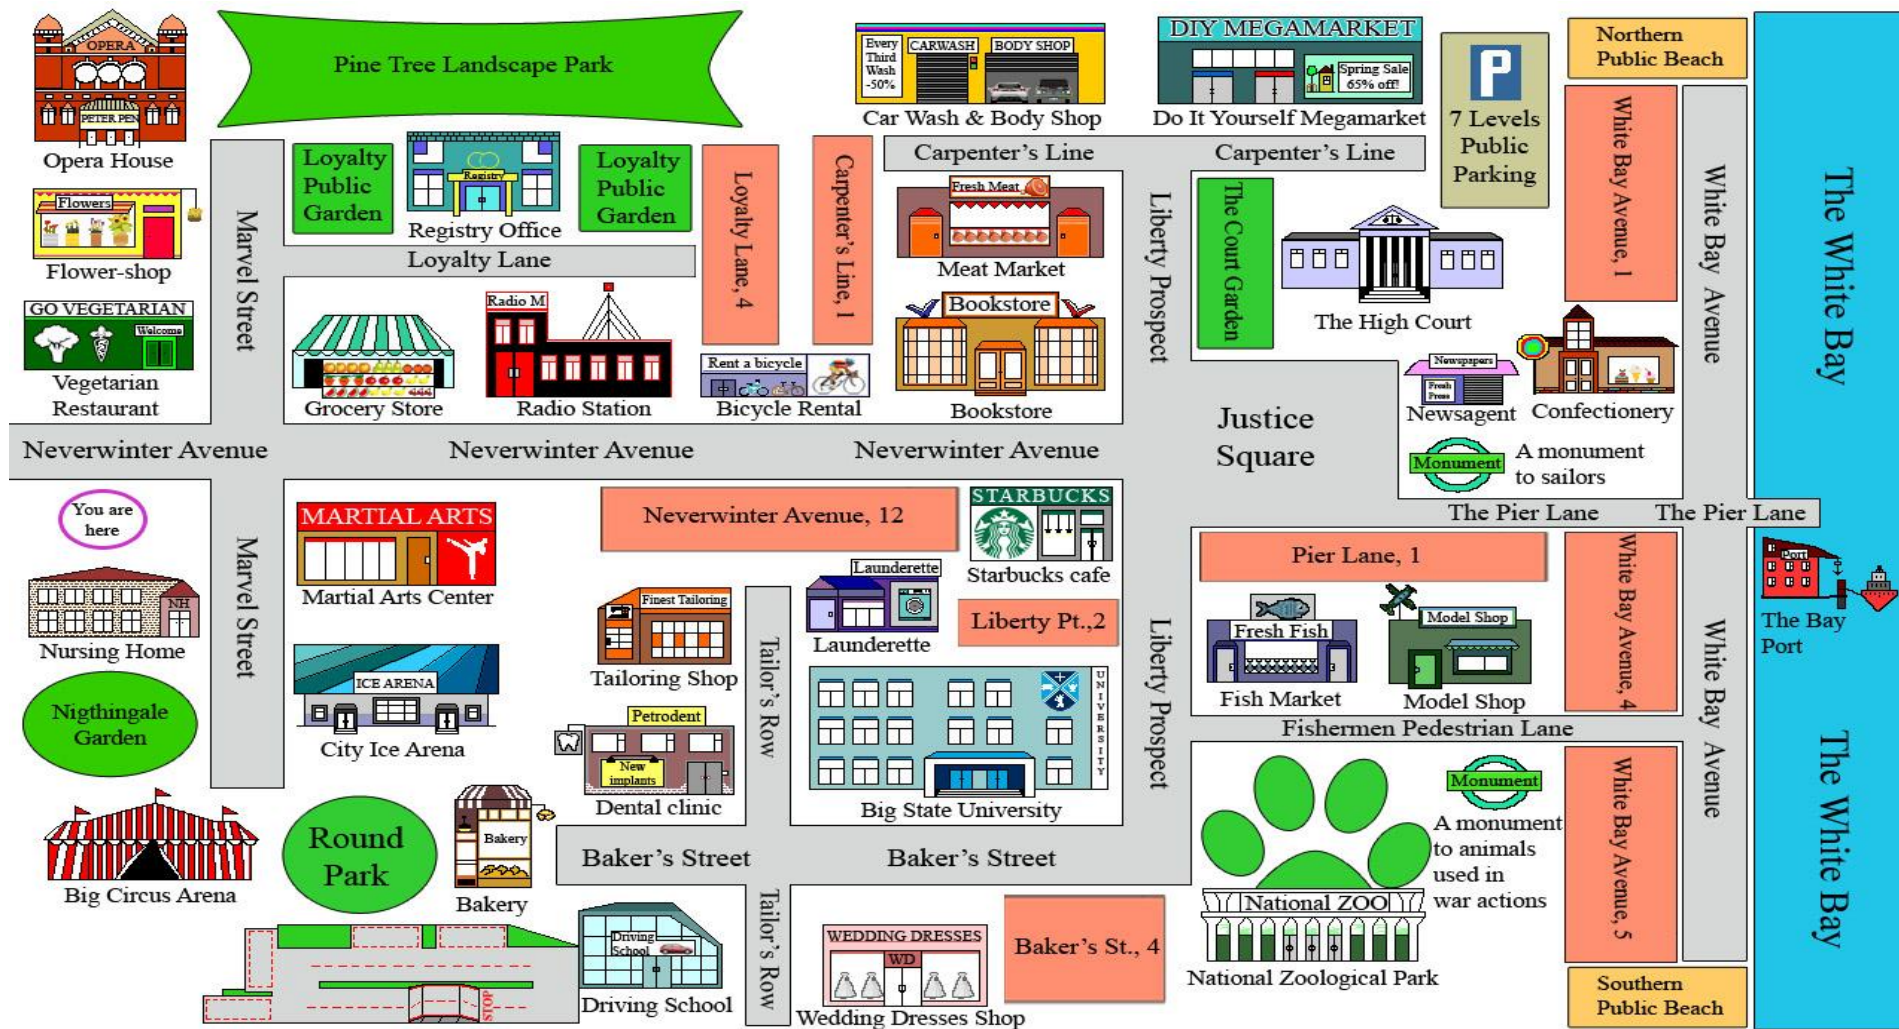 OPERA
PETER PEN
Opera House
Flowers
Flower-shop
GO VEGETARIAN
Welcome
Vegetarian
Restaurant
Pine Tree Landscape Park
Loyalty
Public
Garden
Registry
Registry Office
Loyalty
Public
Garden
Loyalty Lane
Marvel Street
Grocery Store
Radio M
Radio Station
Loyalty Lane, 4
Carpenter's Line, 1
Rent a bicycle
Bicycle Rental
Every
Third
Wash
-50%
CARWASH
BODY SHOP
Car Wash & Body Shop
DIY MEGAMARKET
Spring Sale
65% off!
Do It Yourself Megamarket
Carpenter's Line
Carpenter's Line
Fresh Meat
Meat Market
Bookstore
Bookstore
Liberty Prospect
The Court Garden
P
7 Levels
Public
Parking
The High Court
Northern
Public Beach
White Bay Avenue, 1
White Bay Avenue
The White Bay
Newspapers
Fresh
Press
Newsagent
Confectionery
Justice
Square
Monument
A monument
to sailors
Neverwinter Avenue
Neverwinter Avenue
Neverwinter Avenue
The Pier Lane
The Pier Lane
You are
here
NH
Nursing Home
Nigthingale
Garden
Big Circus Arena
Marvel Street
MARTIAL ARTS
Martial Arts Center
ICE ARENA
City Ice Arena
Round
Park
Bakery
Bakery
Neverwinter Avenue, 12
STARBUCKS
Starbucks cafe
Finest Tailoring
Tailoring Shop
Launderette
Launderette
Liberty Pt.,2
Tailor's Row
Petrodent
New
implants
Dental clinic
UNIVERSITY
Big State University
Liberty Prospect
Pier Lane, 1
Fresh Fish
Fish Market
Model Shop
Model Shop
White Bay Avenue, 4
White Bay Avenue
Port
The Bay
Port
The White Bay
Fishermen Pedestrian Lane
Monument
A monument
to animals
used in
war actions
National ZOO
National Zoological Park
White Bay Avenue, 5
Southern
Public Beach
Baker's Street
Baker's Street
Tailor's Row
STOP
Driving
School
Driving School
WEDDING DRESSES
WD
Wedding Dresses Shop
Baker's St., 4